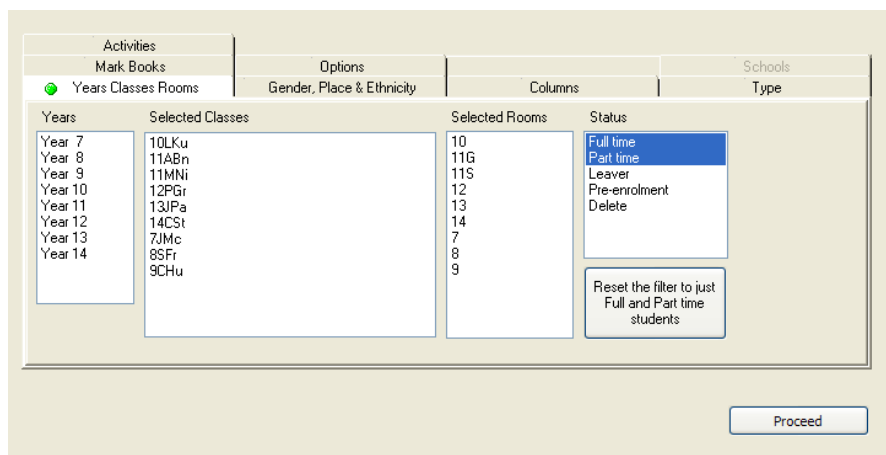 Activities
Mark Books
Options
Schools
Years Classes Rooms
Gender, Place & Ethnicity
Columns
Type
Years
Selected Classes
Selected Rooms
Status
Year 7
Year 8
Year 9
Year 10
Year 11
Year 12
Year 13
Year 14
10LKu
11ABn
11MNi
12PGr
13JPa
14CSt
7JMc
8SFr
9CHu
10
11G
11S
12
13
14
7
8
9
Full time
Part time
Leaver
Pre-enrolment
Delete
Reset the filter to just
Full and Part time
students
Proceed